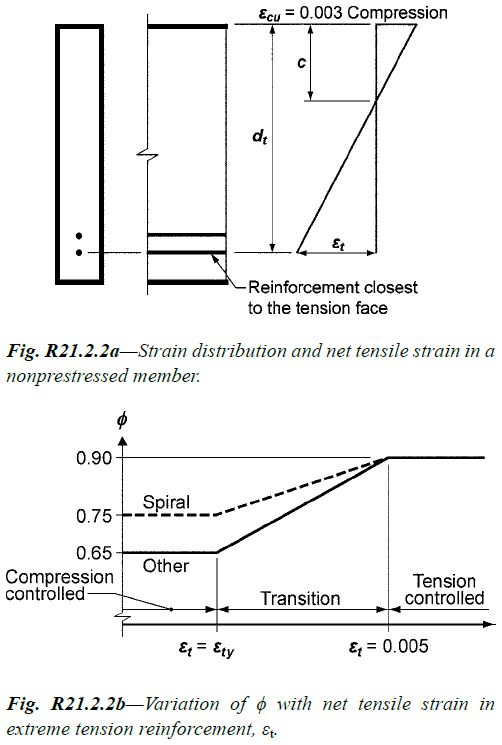 εcu = 0.003 Compression
c
dt
εt
Reinforcement closest
to the tension face
Fig. R21.2.2a—Strain distribution and net tensile strain in a
nonprestressed member.
ϕ
0.90
Spiral
0.75
0.65
Other
Compression
controlled
Transition
Tension
controlled
εt = εty
εt = 0.005
Fig. R21.2.2b—Variation of ϕ with net tensile strain in
extreme tension reinforcement, εt.